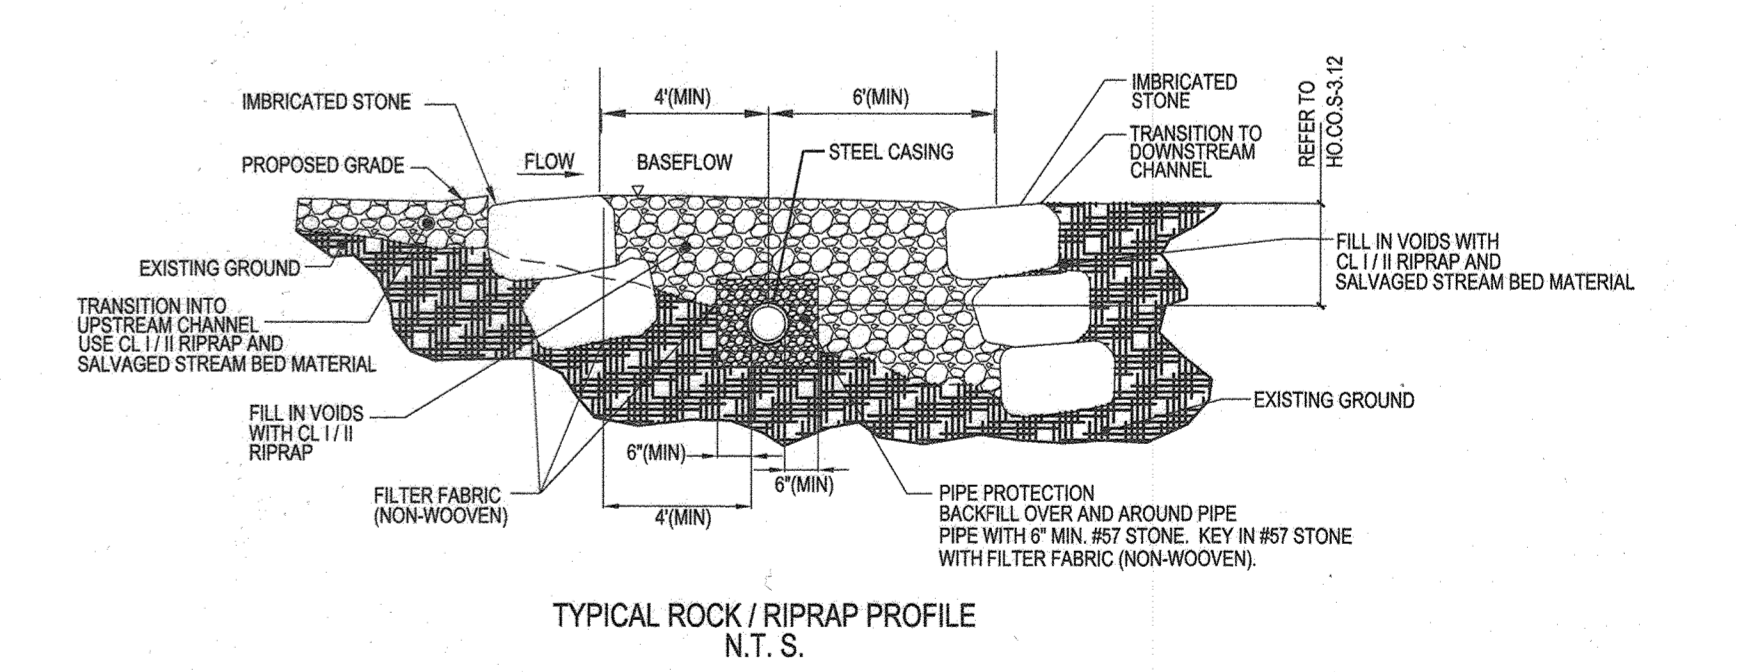 IMBRICATED STONE
PROPOSED GRADE
FLOW
4'(MIN)
6'(MIN)
BASEFLOW
STEEL CASING
IMBRICATED
STONE
TRANSITION TO
DOWNSTREAM
CHANNEL
REFER TO
HO.CO.S-3.12
EXISTING GROUND
TRANSITION INTO
UPSTREAM CHANNEL
USE CL I / II RIPRAP AND
SALVAGED STREAM BED MATERIAL
FILL IN VOIDS WITH
CL I / II RIPRAP AND
SALVAGED STREAM BED MATERIAL
FILL IN VOIDS
WITH CL I / II
RIPRAP
EXISTING GROUND
6"(MIN)
6"(MIN)
4'(MIN)
FILTER FABRIC
(NON-WOOVEN)
PIPE PROTECTION
BACKFILL OVER AND AROUND PIPE
PIPE WITH 6" MIN. #57 STONE. KEY IN #57 STONE
WITH FILTER FABRIC (NON-WOOVEN).
TYPICAL ROCK / RIPRAP PROFILE
N.T. S.